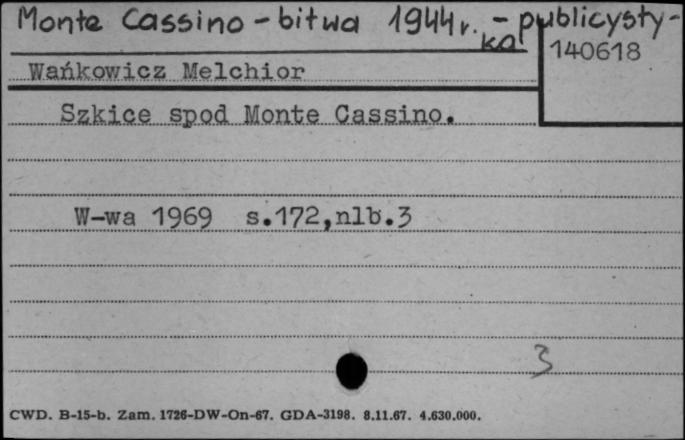 Monte Cassino - bitwa 1944 r. - publicysty-
ka
140618
Wańkowicz Melchior
Szkice spod Monte Cassino.
W-wa 1969 s.172,nlb.3
3
CWD. B-15-b. Zam. 1726-DW-On-67. GDA-3198. 8.11.67. 4.630.000.